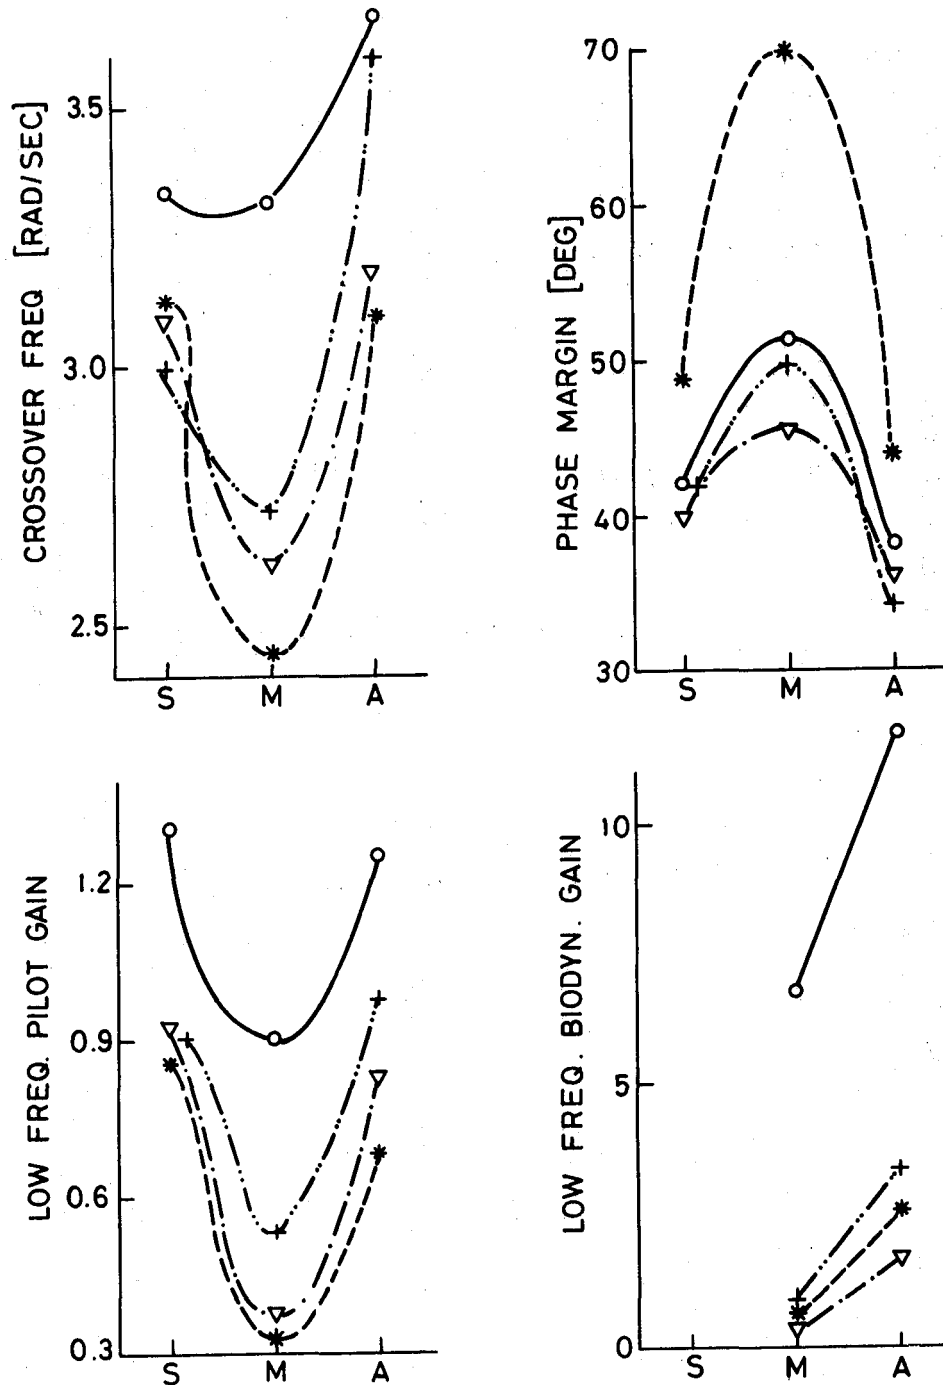 CROSSOVER FREQ [RAD/SEC]
3.5
3.0
2.5
S M A
PHASE MARGIN [DEG]
70
60
50
40
30
S M A
LOW FREQ. PILOT GAIN
1.2
0.9
0.6
0.3
S M A
LOW FREQ. BIODYN. GAIN
10
5
0
S M A